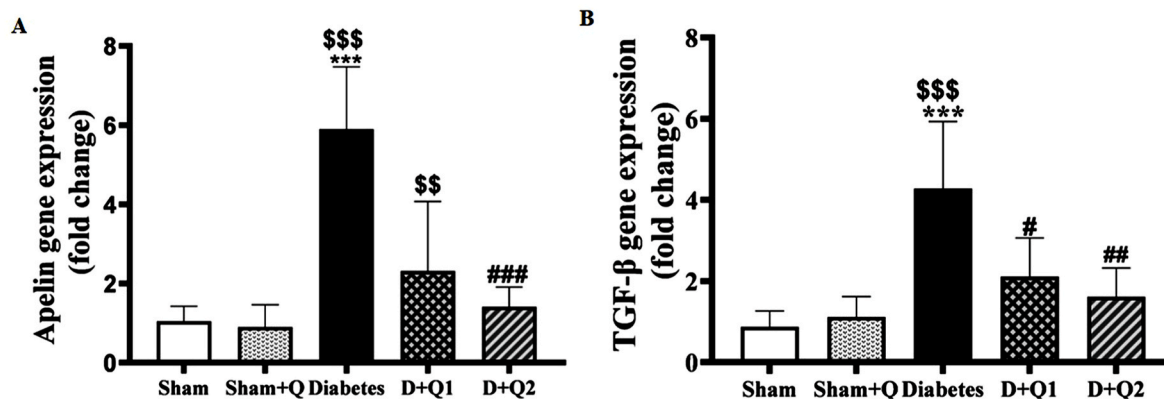 A
Apelin gene expression
(fold change)
8
6
4
2
0
$$$
***
$$
###
Sham Sham+Q Diabetes D+Q1 D+Q2
B
TGF-β gene expression
(fold change)
8
6
4
2
0
$$$
***
#
##
Sham Sham+Q Diabetes D+Q1 D+Q2